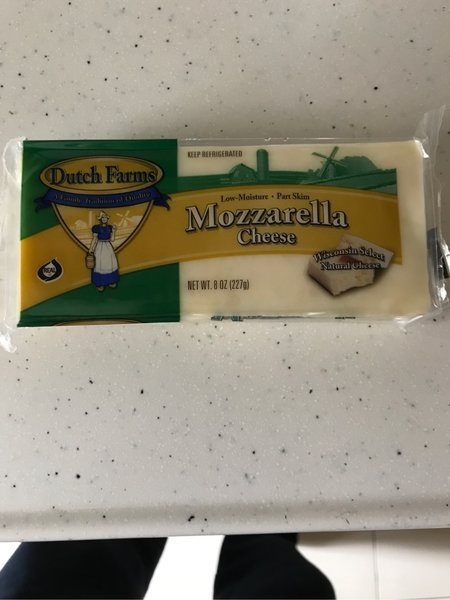 KEEP REFRIGERATED
Dutch Farms
A Family Tradition of Quality
Low-Moisture • Part Skim
Mozzarella
Cheese
Wisconsin Select
Natural Cheese
REAL
NET WT. 8 OZ (227g)